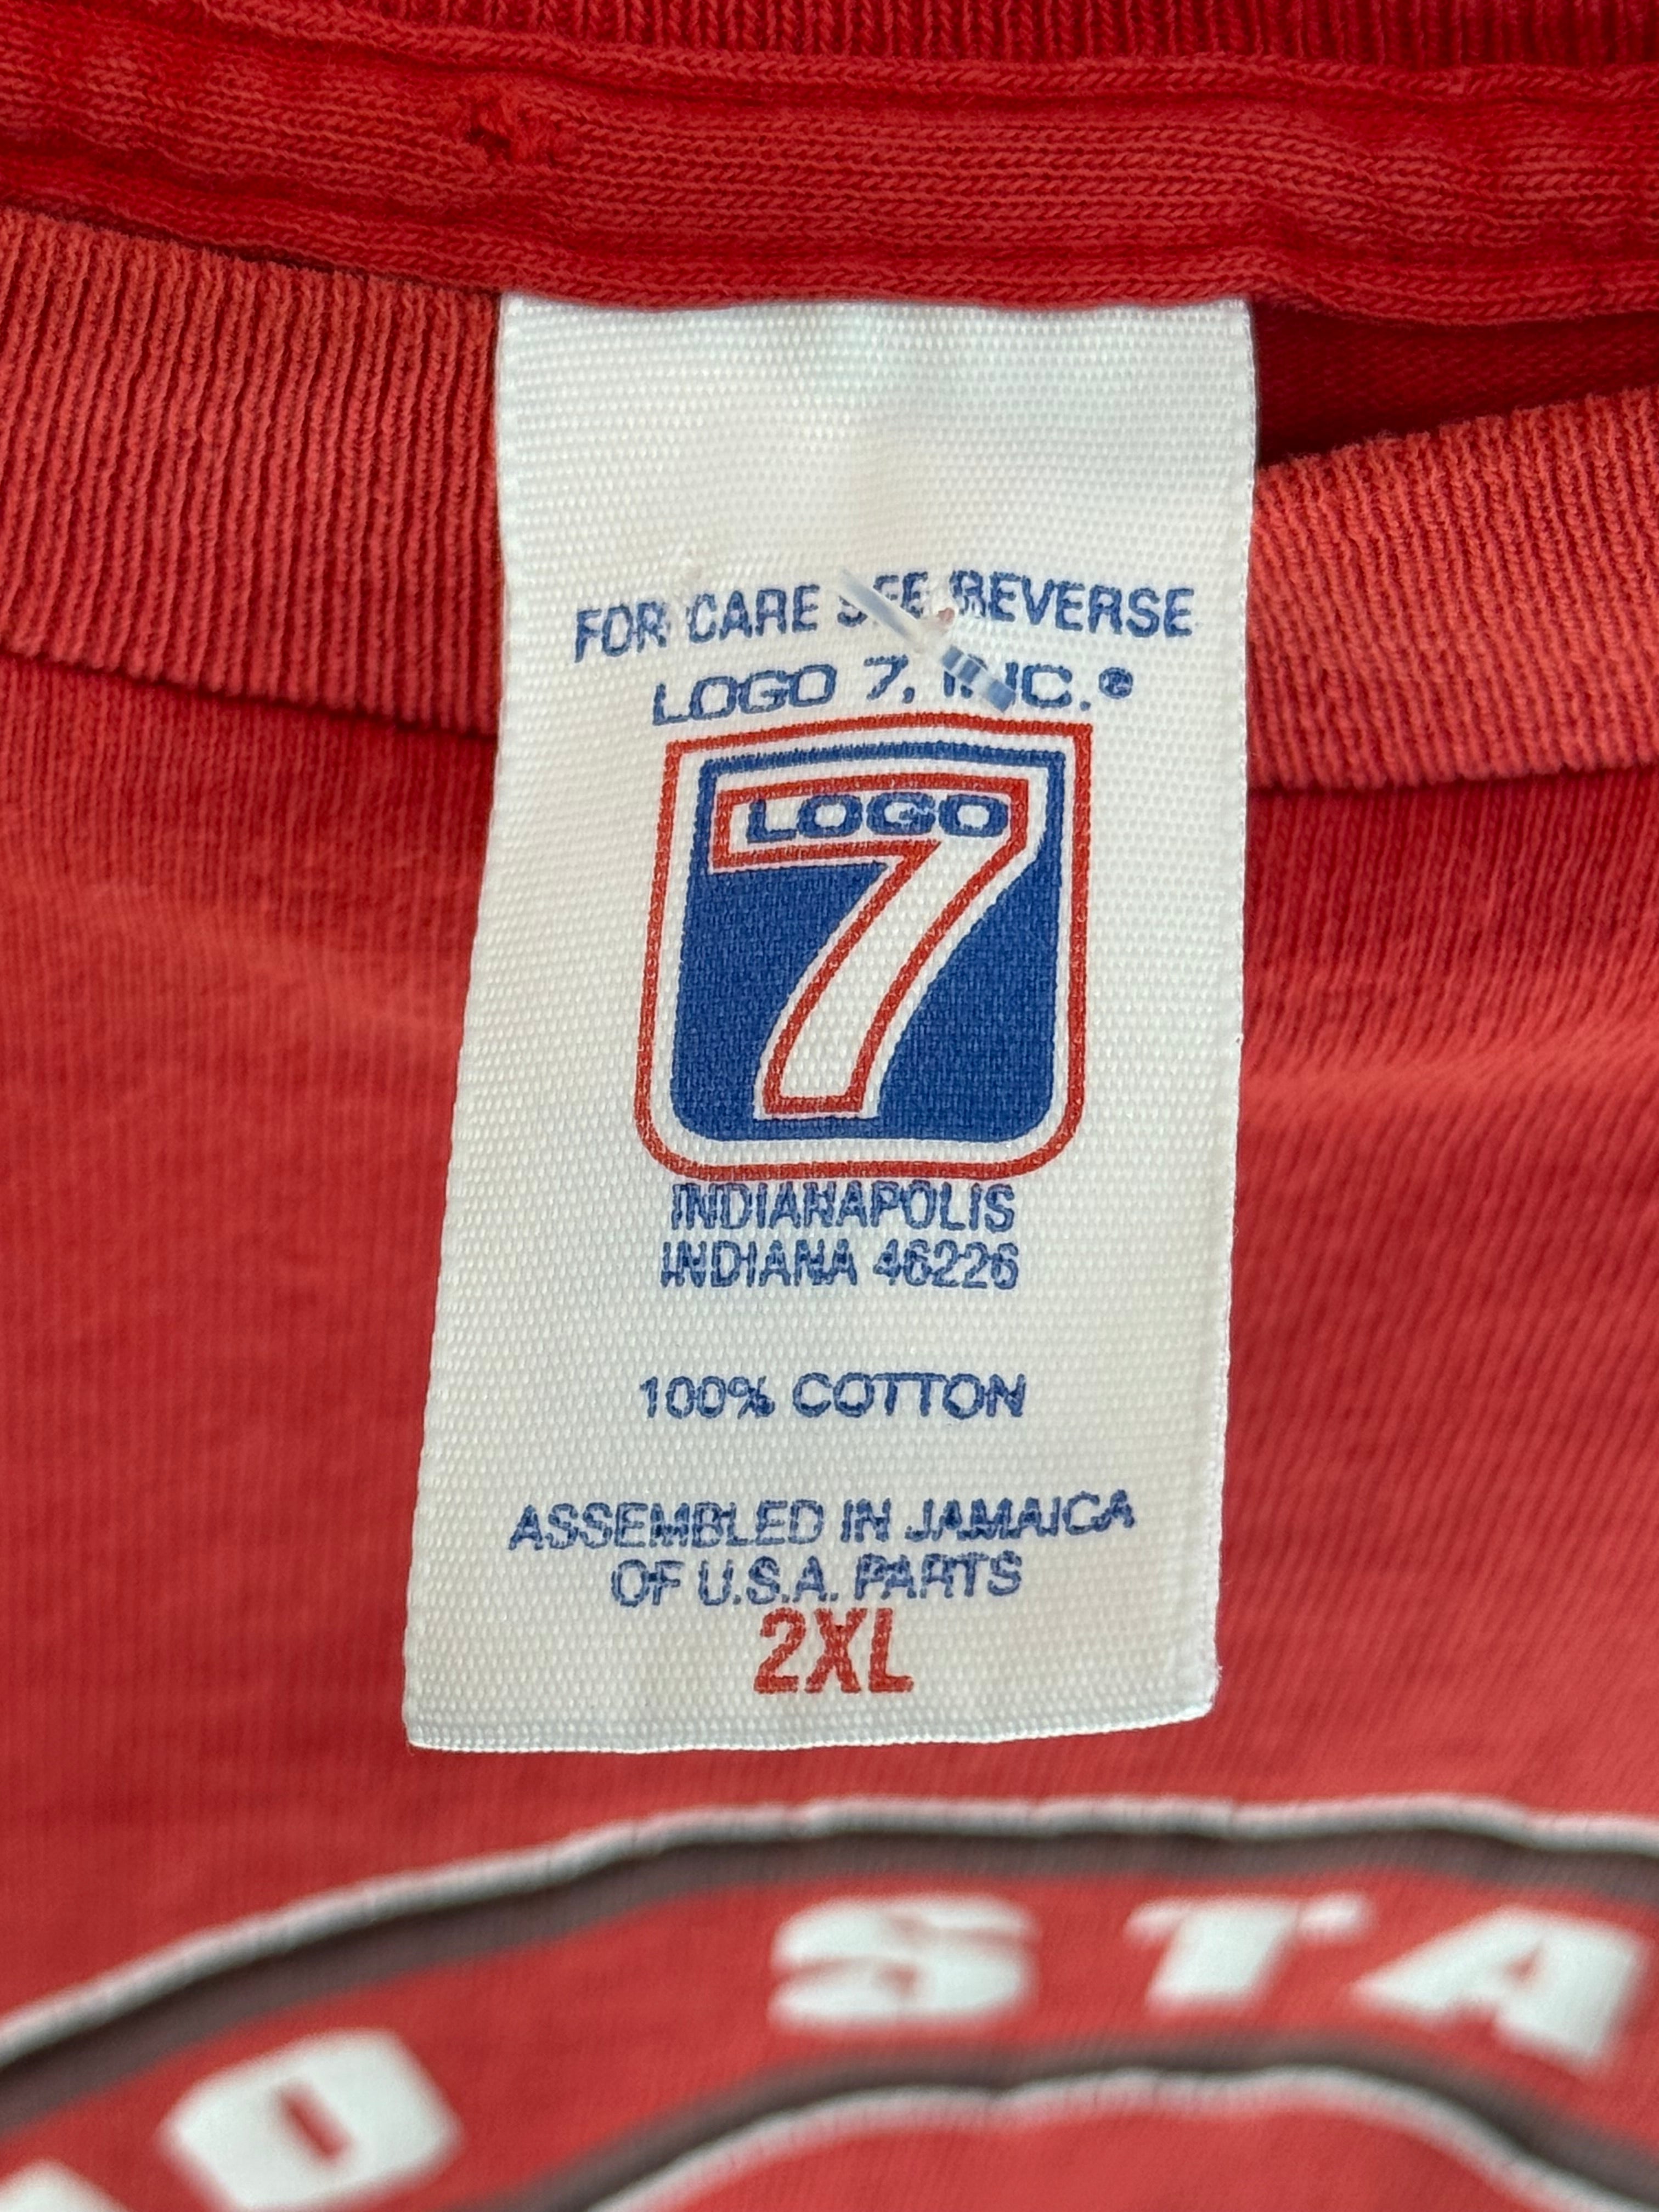 FOR CARE SEE REVERSE
LOGO 7, INC.®
LOGO
7
INDIANAPOLIS
INDIANA 46226
100% COTTON
ASSEMBLED IN JAMAICA
OF U.S.A. PARTS
2XL
IO STA